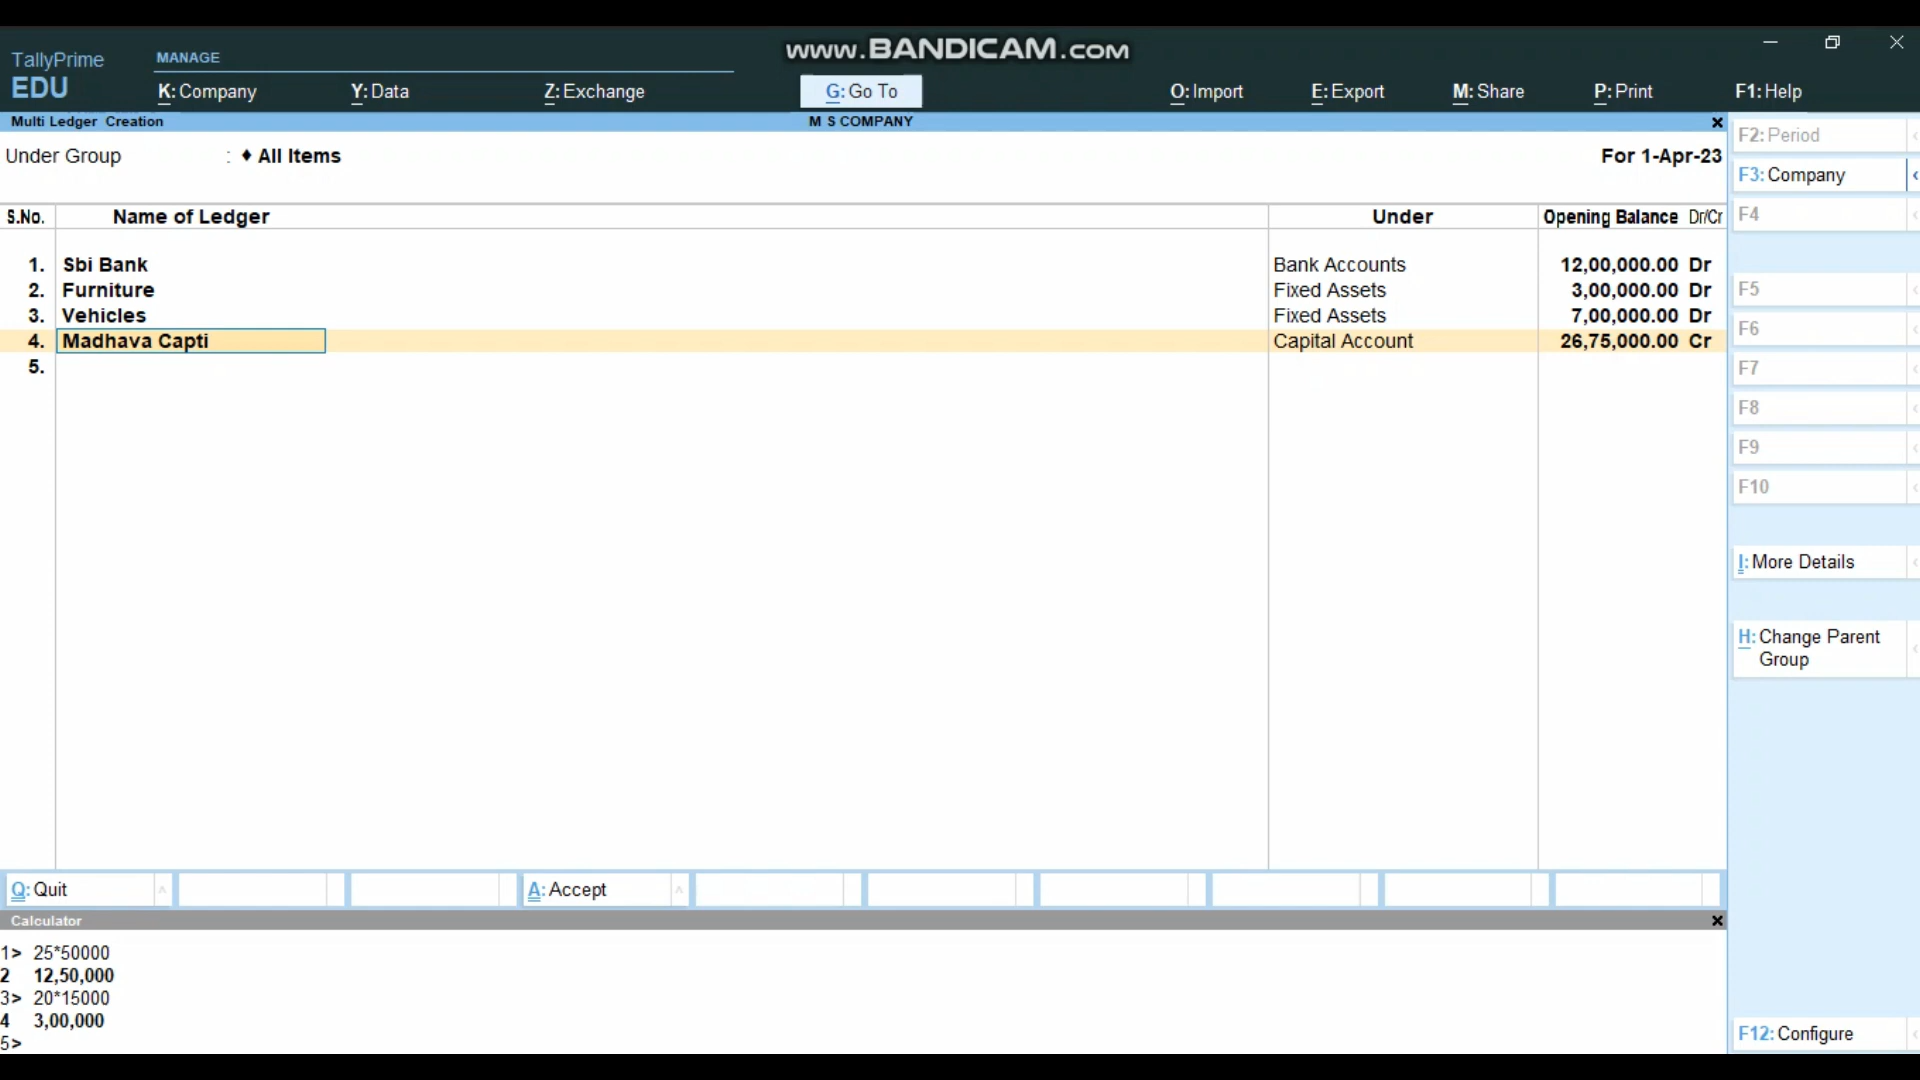 www.BANDICAM.com
TallyPrime
EDU
MANAGE
K: Company
Y: Data
Z: Exchange
G: Go To
O: Import
E: Export
M: Share
P: Print
F1: Help
Multi Ledger Creation
M S COMPANY
Under Group : ♦ All Items
For 1-Apr-23
S.No. Name of Ledger Under Opening Balance Dr/Cr
1. Sbi Bank Bank Accounts 12,00,000.00 Dr
2. Furniture Fixed Assets 3,00,000.00 Dr
3. Vehicles Fixed Assets 7,00,000.00 Dr
4. Madhava Capti Capital Account 26,75,000.00 Cr
5.
F2: Period
F3: Company
F4
F5
F6
F7
F8
F9
F10
I: More Details
H: Change Parent
Group
F12: Configure
Q: Quit
A: Accept
Calculator
1> 25*50000
2 12,50,000
3> 20*15000
4 3,00,000
5>